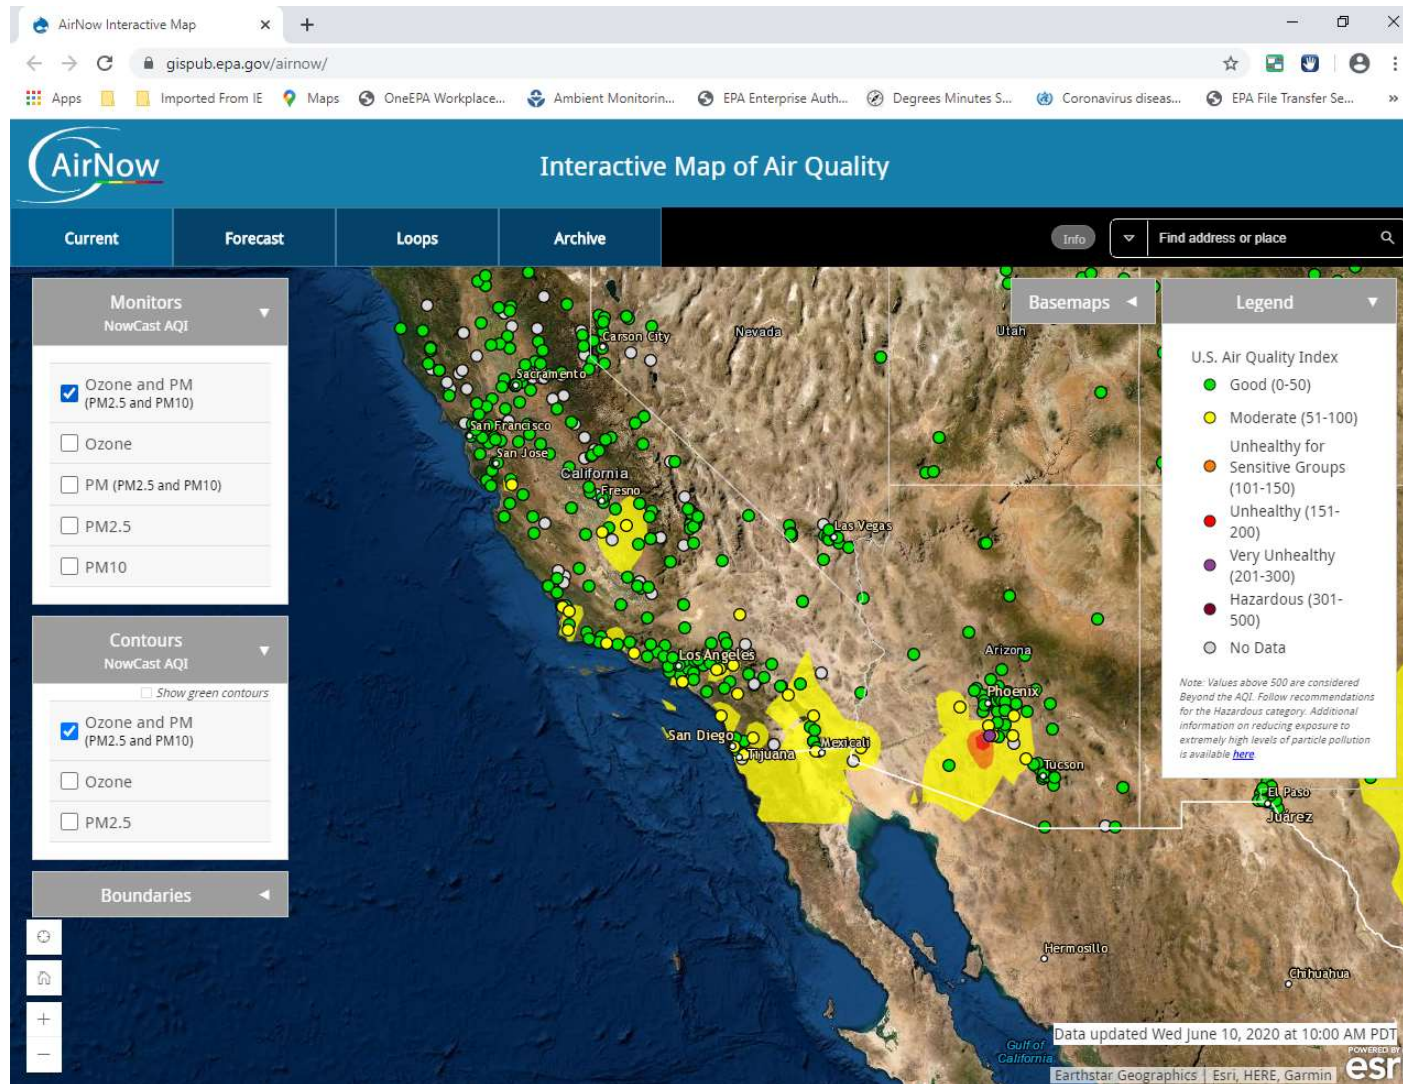 AirNow Interactive Map
gispub.epa.gov/airnow/
Apps
Imported From IE
Maps
OneEPA Workplace...
Ambient Monitorin...
EPA Enterprise Auth...
Degrees Minutes S...
Coronavirus diseas...
EPA File Transfer Se...
AirNow
Interactive Map of Air Quality
Current
Forecast
Loops
Archive
Info
Find address or place
Monitors
NowCast AQI
Ozone and PM
(PM2.5 and PM10)
Ozone
PM (PM2.5 and PM10)
PM2.5
PM10
Contours
NowCast AQI
Show green contours
Ozone and PM
(PM2.5 and PM10)
Ozone
PM2.5
Boundaries
Basemaps
Legend
U.S. Air Quality Index
Good (0-50)
Moderate (51-100)
Unhealthy for
Sensitive Groups
(101-150)
Unhealthy (151-
200)
Very Unhealthy
(201-300)
Hazardous (301-
500)
No Data
Note: Values above 500 are considered
Beyond the AQI. Follow recommendations
for the Hazardous category. Additional
information on reducing exposure to
extremely high levels of particle pollution
is available here
Nevada
Utah
Carson City
Sacramento
San Francisco
San Jose
California
Fresno
Las Vegas
Los Angeles
Arizona
Phoenix
San Diego
Tijuana
Mexicali
Tucson
El Paso
Juárez
Hermosillo
Chihuahua
Gulf of
California
Data updated Wed June 10, 2020 at 10:00 AM PDT
Earthstar Geographics | Esri, HERE, Garmin
POWERED BY
esri